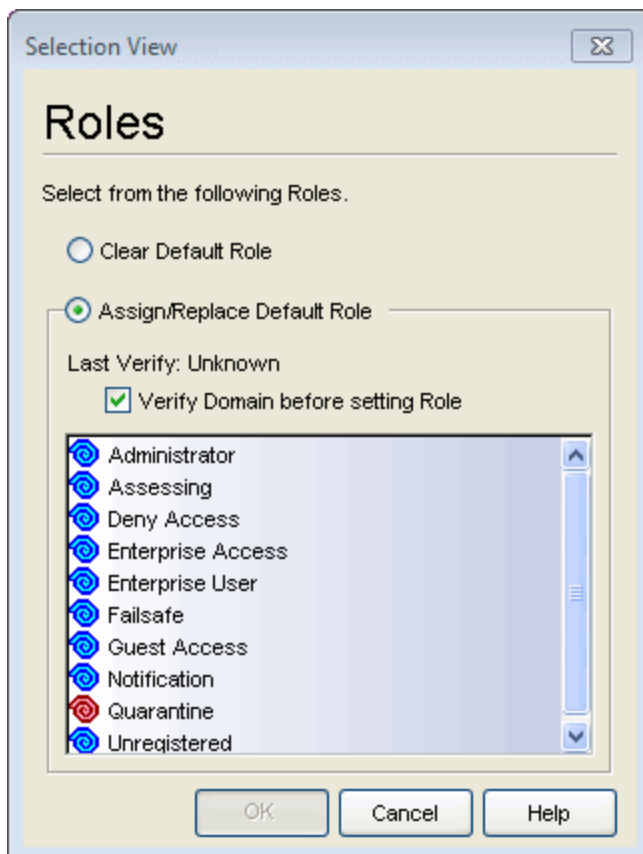 Selection View
Roles
Select from the following Roles.
Clear Default Role
Assign/Replace Default Role
Last Verify: Unknown
Verify Domain before setting Role
Administrator
Assessing
Deny Access
Enterprise Access
Enterprise User
Failsafe
Guest Access
Notification
Quarantine
Unregistered
OK Cancel Help